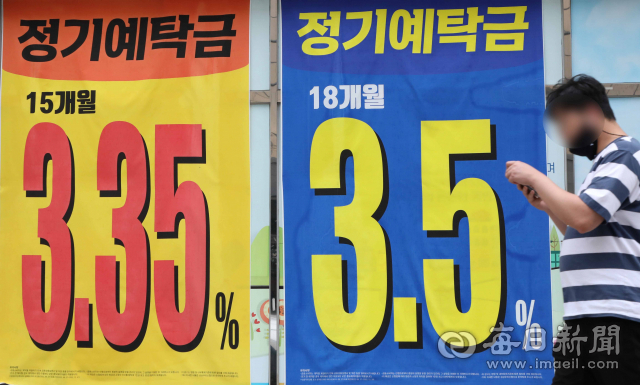 정기예탁금
15개월
3.35%
정기예탁금
18개월
3.5%
每日新聞
www.imaeil.com